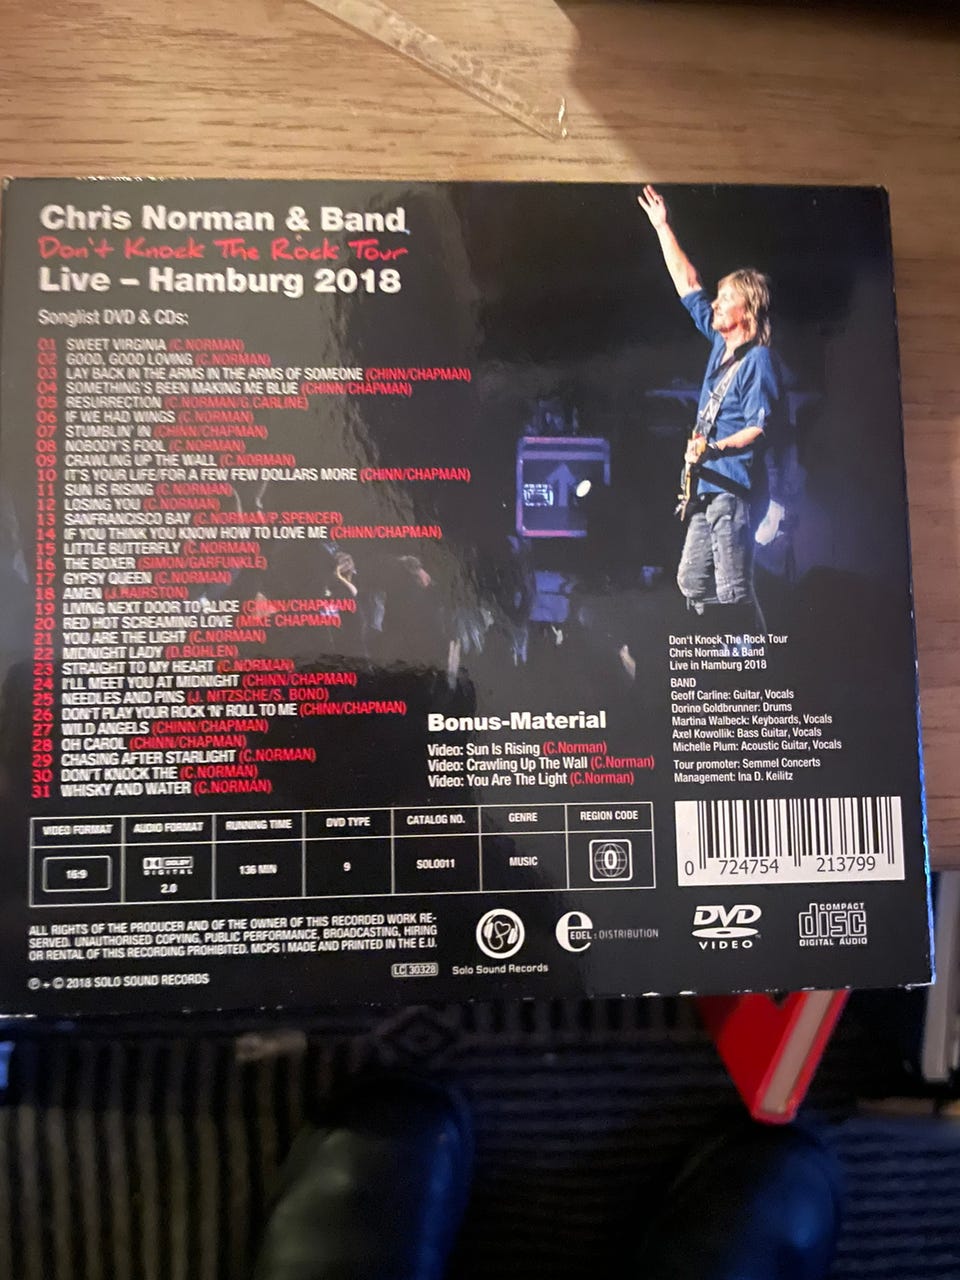 Chris Norman & Band
Don't Knock The Rock Tour
Live – Hamburg 2018
Songlist DVD & CDs:
01 SWEET VIRGINIA (C.NORMAN)
02 GOOD, GOOD LOVING (C.NORMAN)
03 LAY BACK IN THE ARMS IN THE ARMS OF SOMEONE (CHINN/CHAPMAN)
04 SOMETHING'S BEEN MAKING ME BLUE (CHINN/CHAPMAN)
05 RESURRECTION (C.NORMAN/G.CARLINE)
06 IF WE HAD WINGS (C.NORMAN)
07 STUMBLIN' IN (CHINN/CHAPMAN)
08 NOBODY'S FOOL (C.NORMAN)
09 CRAWLING UP THE WALL (C.NORMAN)
10 IT'S YOUR LIFE/FOR A FEW FEW DOLLARS MORE (CHINN/CHAPMAN)
11 SUN IS RISING (C.NORMAN)
12 LOSING YOU (C.NORMAN)
13 SANFRANCISCO BAY (C.NORMAN/P.SPENCER)
14 IF YOU THINK YOU KNOW HOW TO LOVE ME (CHINN/CHAPMAN)
15 LITTLE BUTTERFLY (C.NORMAN)
16 THE BOXER (SIMON/GARFUNKLE)
17 GYPSY QUEEN (C.NORMAN)
18 AMEN (J.HAIRSTON)
19 LIVING NEXT DOOR TO ALICE (CHINN/CHAPMAN)
20 RED HOT SCREAMING LOVE (MIKE CHAPMAN)
21 YOU ARE THE LIGHT (C.NORMAN)
22 MIDNIGHT LADY (D.BOHLEN)
23 STRAIGHT TO MY HEART (C.NORMAN)
24 I'LL MEET YOU AT MIDNIGHT (CHINN/CHAPMAN)
25 NEEDLES AND PINS (J. NITZSCHE/S. BONO)
26 DON'T PLAY YOUR ROCK 'N' ROLL TO ME (CHINN/CHAPMAN)
27 WILD ANGELS (CHINN/CHAPMAN)
28 OH CAROL (CHINN/CHAPMAN)
29 CHASING AFTER STARLIGHT (C.NORMAN)
30 DON'T KNOCK THE (C.NORMAN)
31 WHISKY AND WATER (C.NORMAN)
Bonus-Material
Video: Sun Is Rising (C.Norman)
Video: Crawling Up The Wall (C.Norman)
Video: You Are The Light (C.Norman)
Don't Knock The Rock Tour
Chris Norman & Band
Live in Hamburg 2018
BAND
Geoff Carline: Guitar, Vocals
Dorino Goldbrunner: Drums
Martina Walbeck: Keyboards, Vocals
Axel Kowollik: Bass Guitar, Vocals
Michelle Plum: Acoustic Guitar, Vocals
Tour promoter: Semmel Concerts
Management: Ina D. Keilitz
VIDEO FORMAT AUDIO FORMAT RUNNING TIME DVD TYPE CATALOG NO. GENRE REGION CODE
16:9 DOLBY DIGITAL 2.0 136 MIN 9 SOLO011 MUSIC 0
0 724754 213799
ALL RIGHTS OF THE PRODUCER AND OF THE OWNER OF THIS RECORDED WORK RE-
SERVED. UNAUTHORISED COPYING, PUBLIC PERFORMANCE, BROADCASTING, HIRING
OR RENTAL OF THIS RECORDING PROHIBITED. MCPS I MADE AND PRINTED IN THE E.U.
℗ + © 2018 SOLO SOUND RECORDS
LC 30328
Solo Sound Records
e EDEL : DISTRIBUTION
DVD VIDEO
COMPACT disc DIGITAL AUDIO